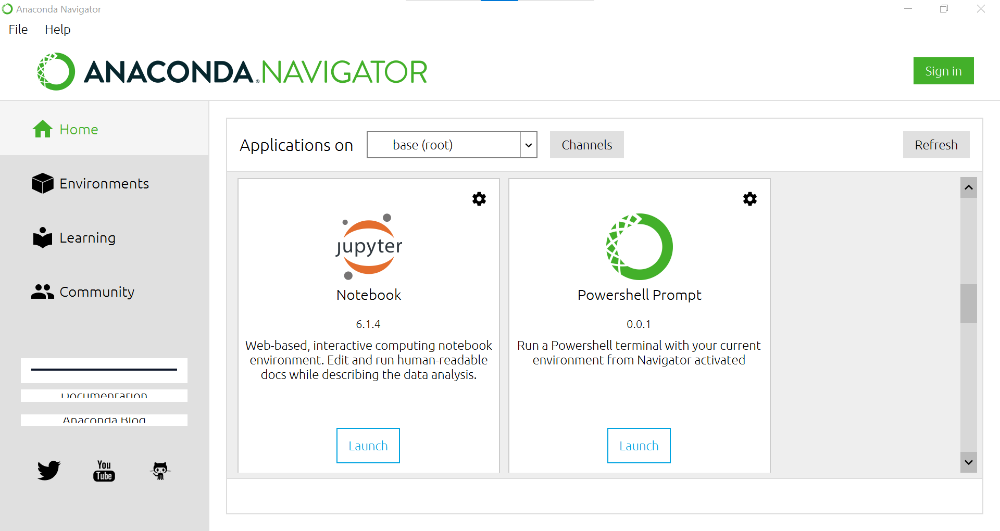 Anaconda Navigator
File Help
ANACONDA.NAVIGATOR
Sign in
Home
Environments
Learning
Community
Documentation
Anaconda Blog
You
Tube
Applications on base (root) Channels Refresh
jupyter
Notebook
6.1.4
Web-based, interactive computing notebook
environment. Edit and run human-readable
docs while describing the data analysis.
Launch
Powershell Prompt
0.0.1
Run a Powershell terminal with your current
environment from Navigator activated
Launch